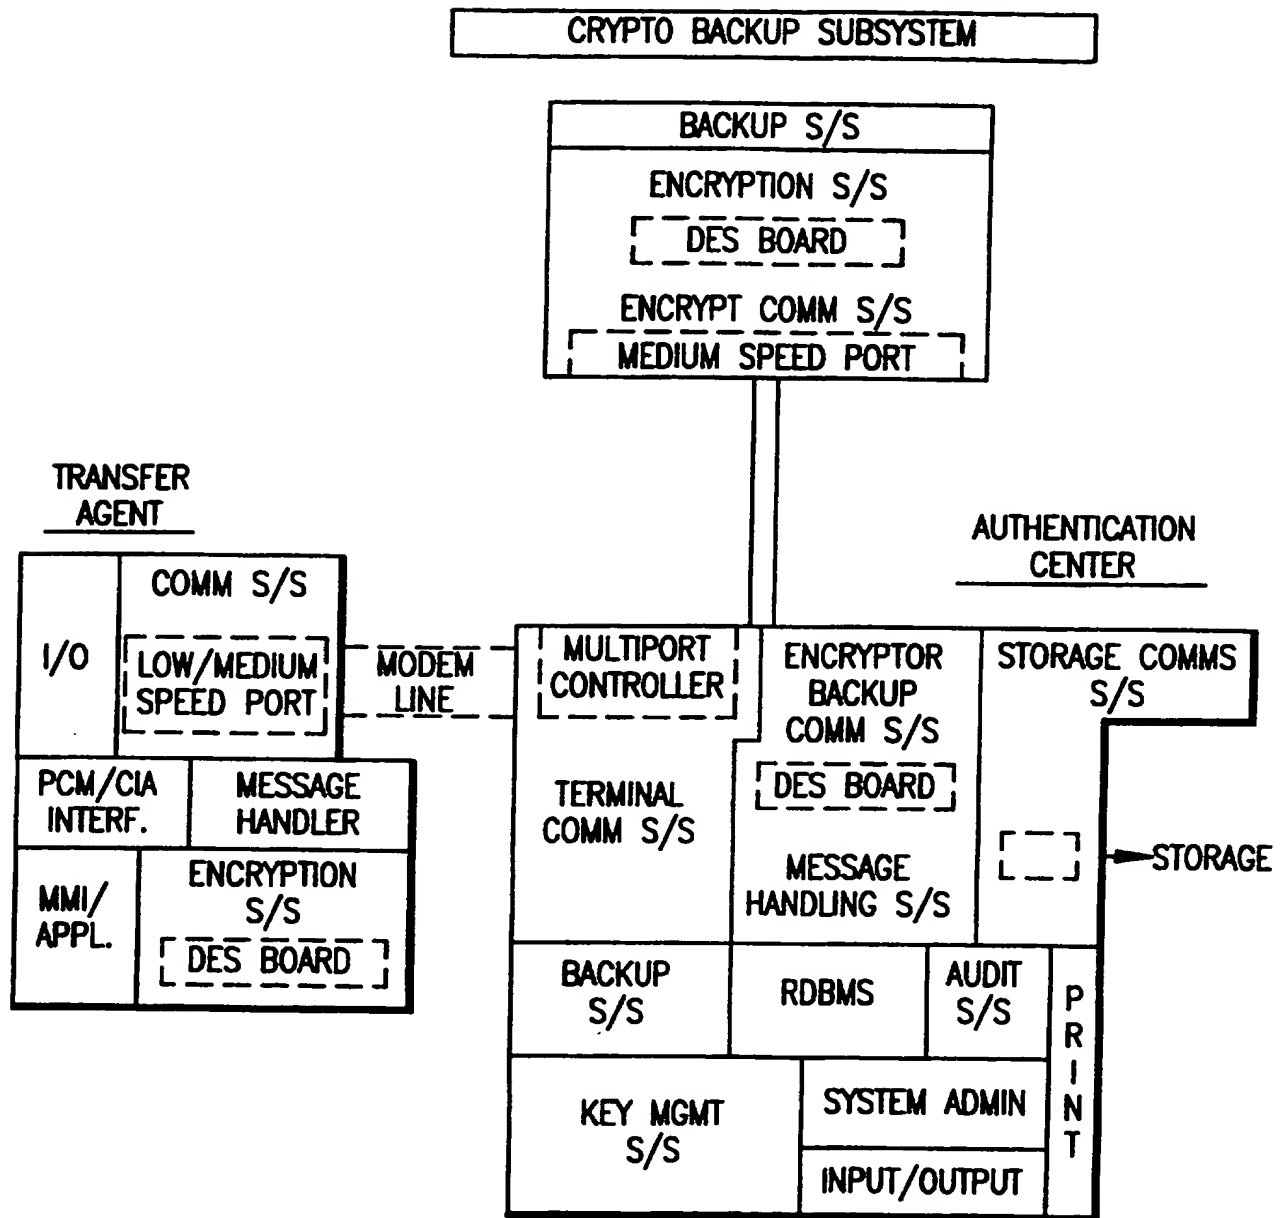 CRYPTO BACKUP SUBSYSTEM
BACKUP S/S
ENCRYPTION S/S
DES BOARD
ENCRYPT COMM S/S
MEDIUM SPEED PORT
TRANSFER
AGENT
COMM S/S
I/O
LOW/MEDIUM
SPEED PORT
MODEM
LINE
PCM/CIA
INTERF.
MESSAGE
HANDLER
MMI/
APPL.
ENCRYPTION
S/S
DES BOARD
AUTHENTICATION
CENTER
MULTIPORT
CONTROLLER
ENCRYPTOR
BACKUP
COMM S/S
DES BOARD
STORAGE COMMS
S/S
TERMINAL
COMM S/S
MESSAGE
HANDLING S/S
STORAGE
BACKUP
S/S
RDBMS
AUDIT
S/S
PRINT
KEY MGMT
S/S
SYSTEM ADMIN
INPUT/OUTPUT